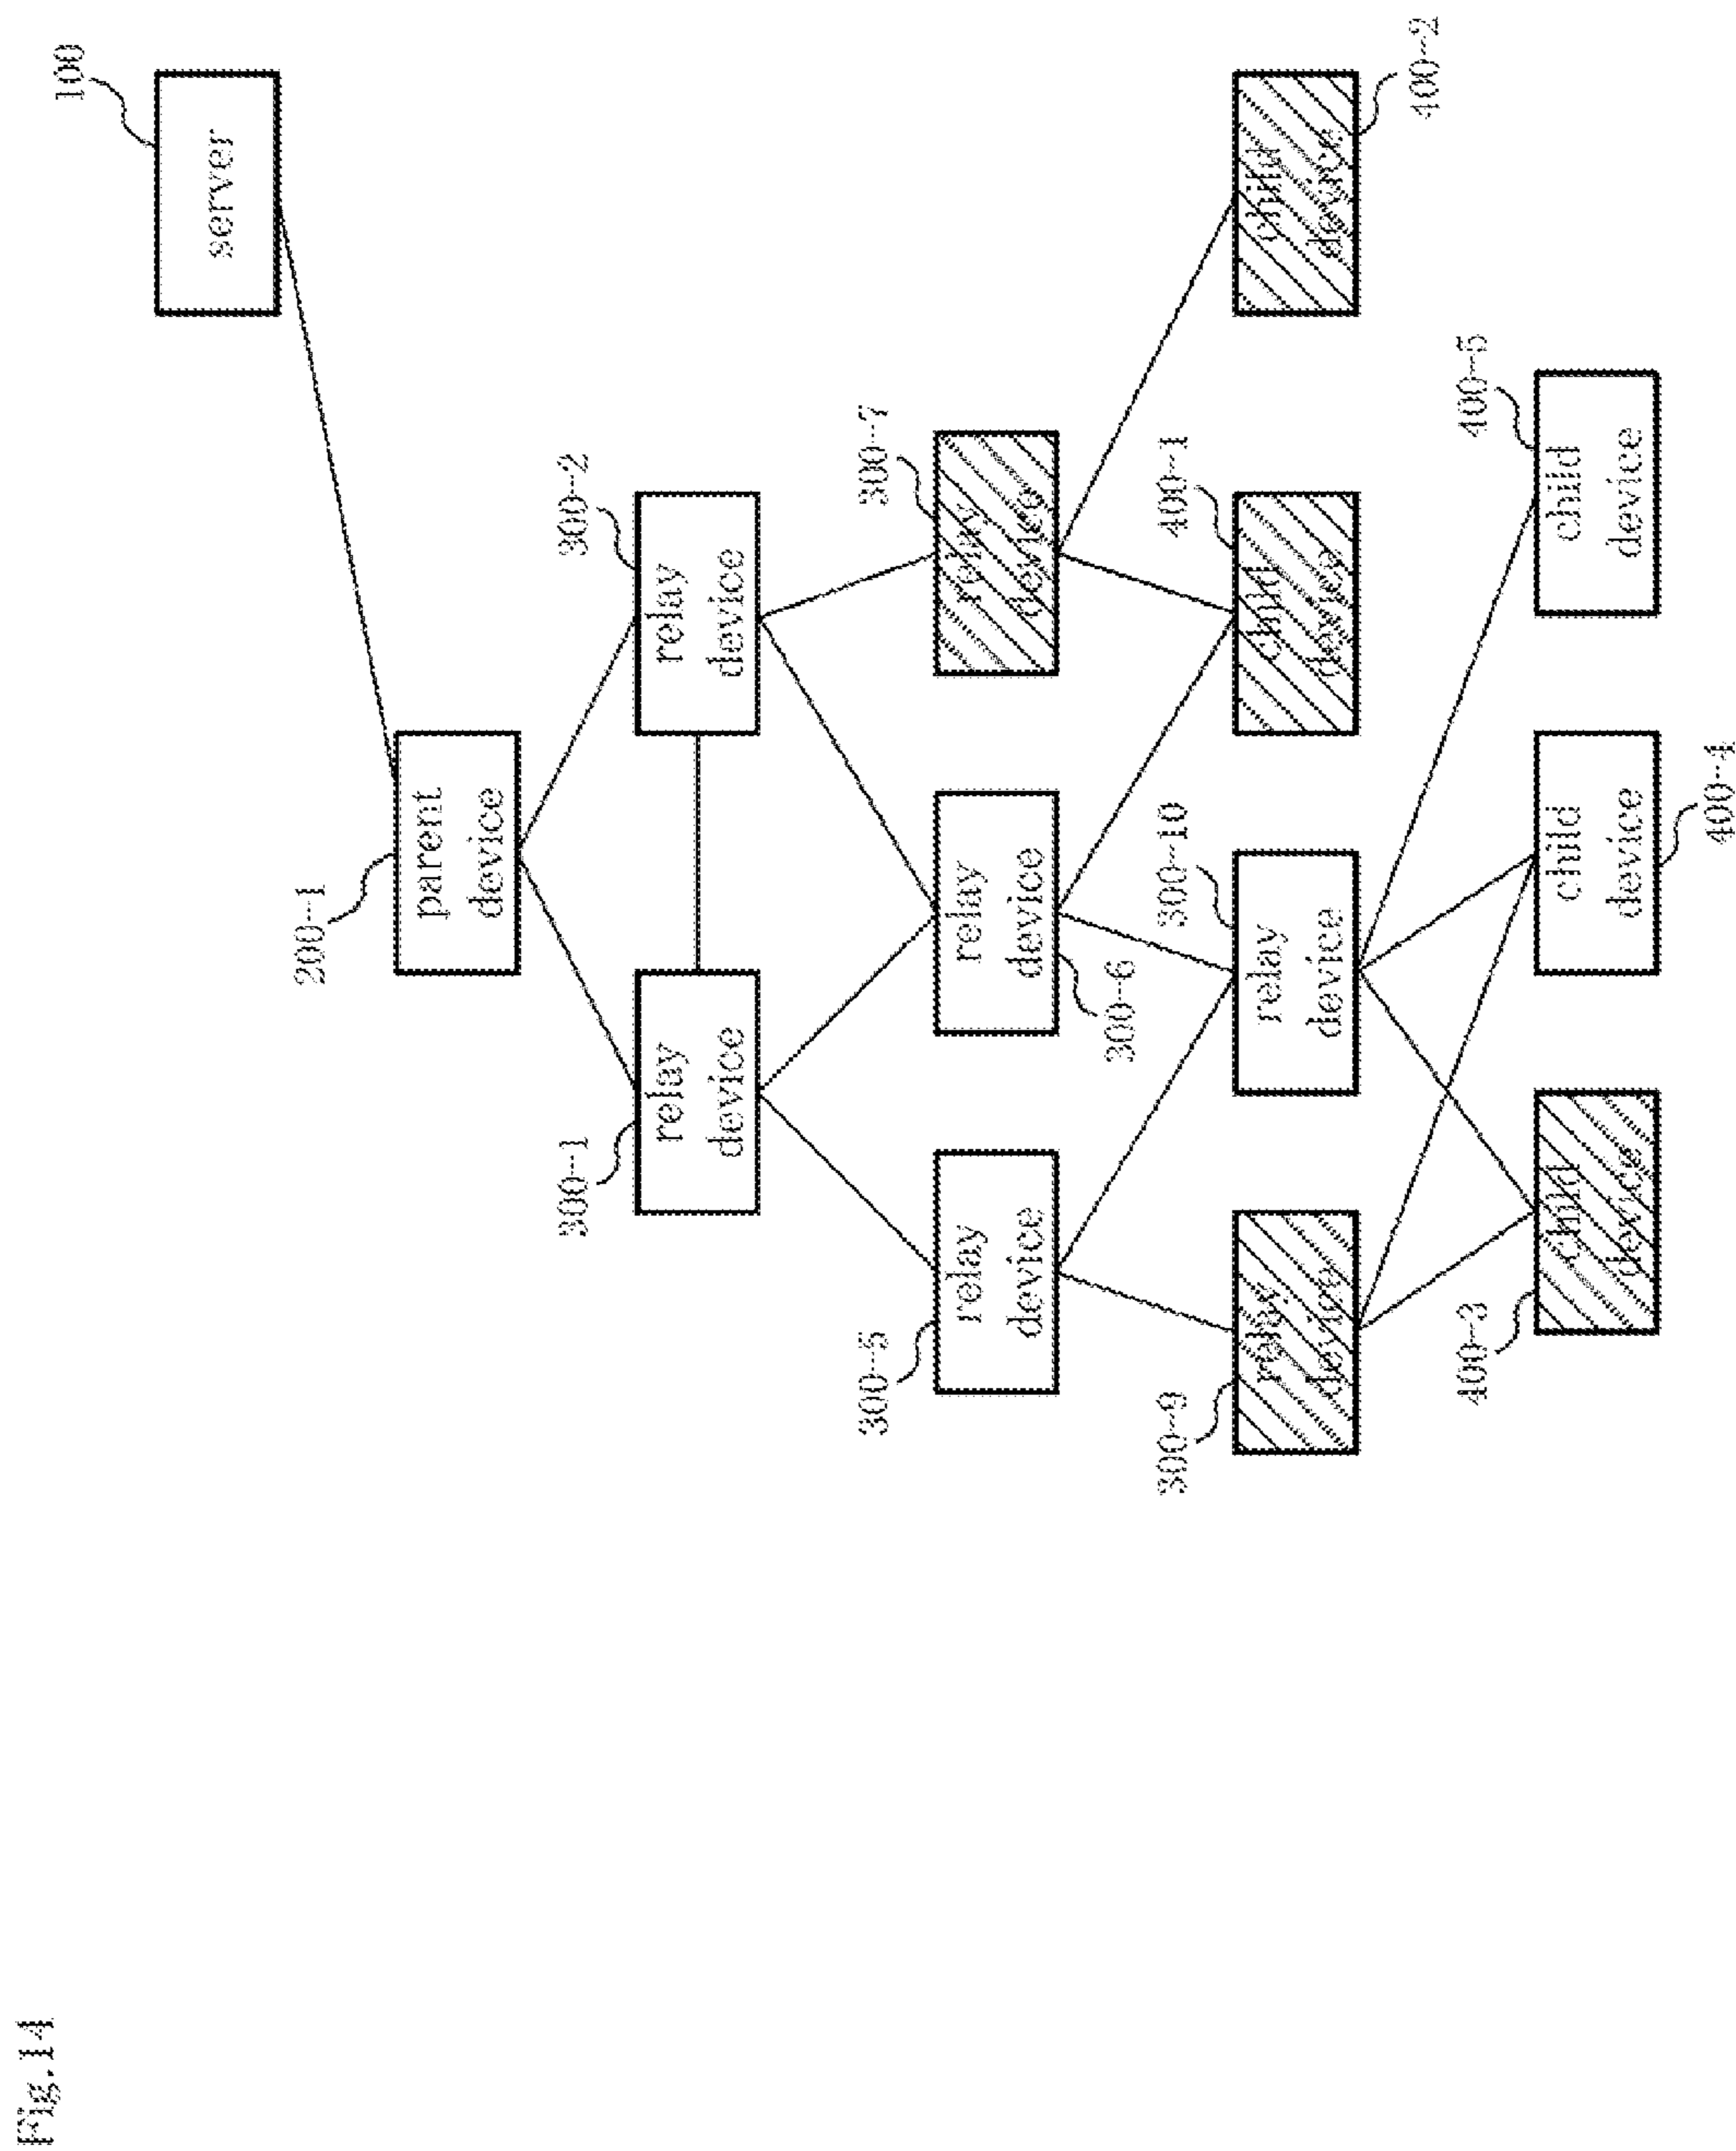 Fig.14
100
server
200-1
parent
device
300-1
relay
device
300-2
relay
device
300-5
relay
device
300-6
relay
device
300-7
relay
device
300-9
relay
device
300-10
relay
device
400-1
child
device
400-2
child
device
400-3
child
device
400-4
child
device
400-5
child
device